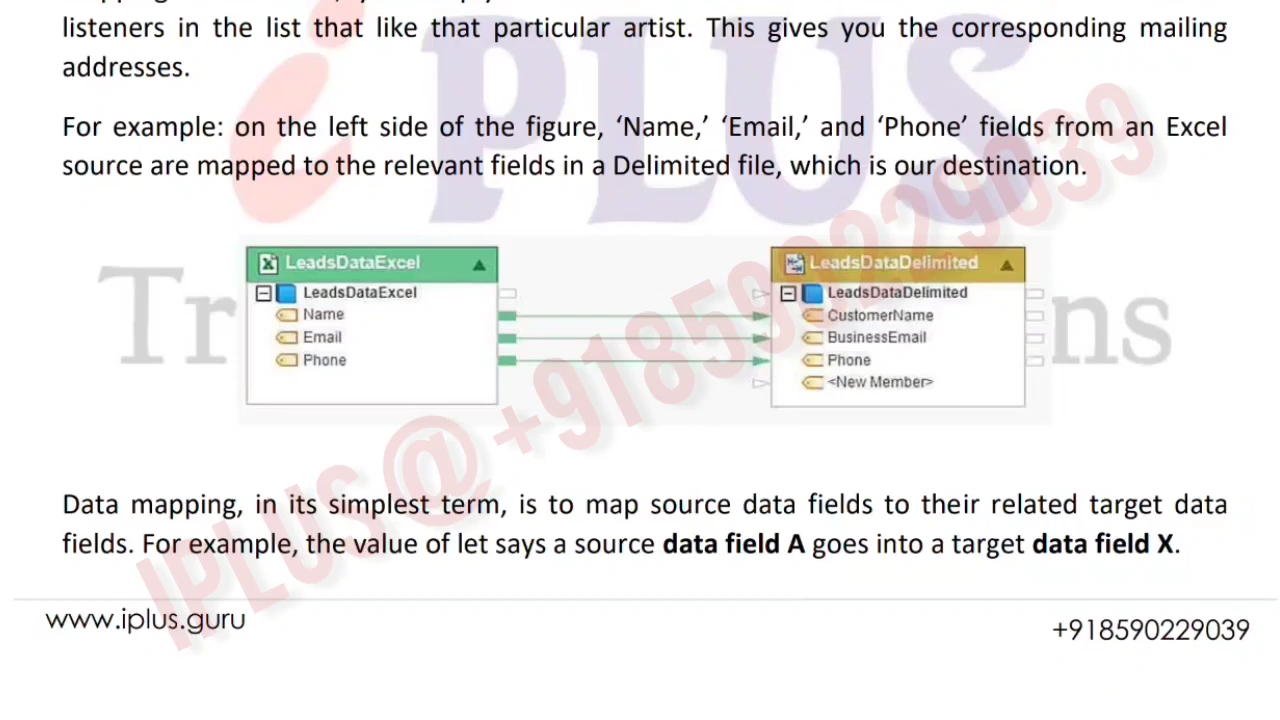 listeners in the list that like that particular artist. This gives you the corresponding mailing
addresses.
For example: on the left side of the figure, ‘Name,’ ‘Email,’ and ‘Phone’ fields from an Excel
source are mapped to the relevant fields in a Delimited file, which is our destination.
LeadsDataExcel
LeadsDataExcel
Name
Email
Phone
LeadsDataDelimited
LeadsDataDelimited
CustomerName
BusinessEmail
Phone
<New Member>
Data mapping, in its simplest term, is to map source data fields to their related target data
fields. For example, the value of let says a source data field A goes into a target data field X.
www.iplus.guru
+918590229039
iPLUS
IPLUS@+918590229039